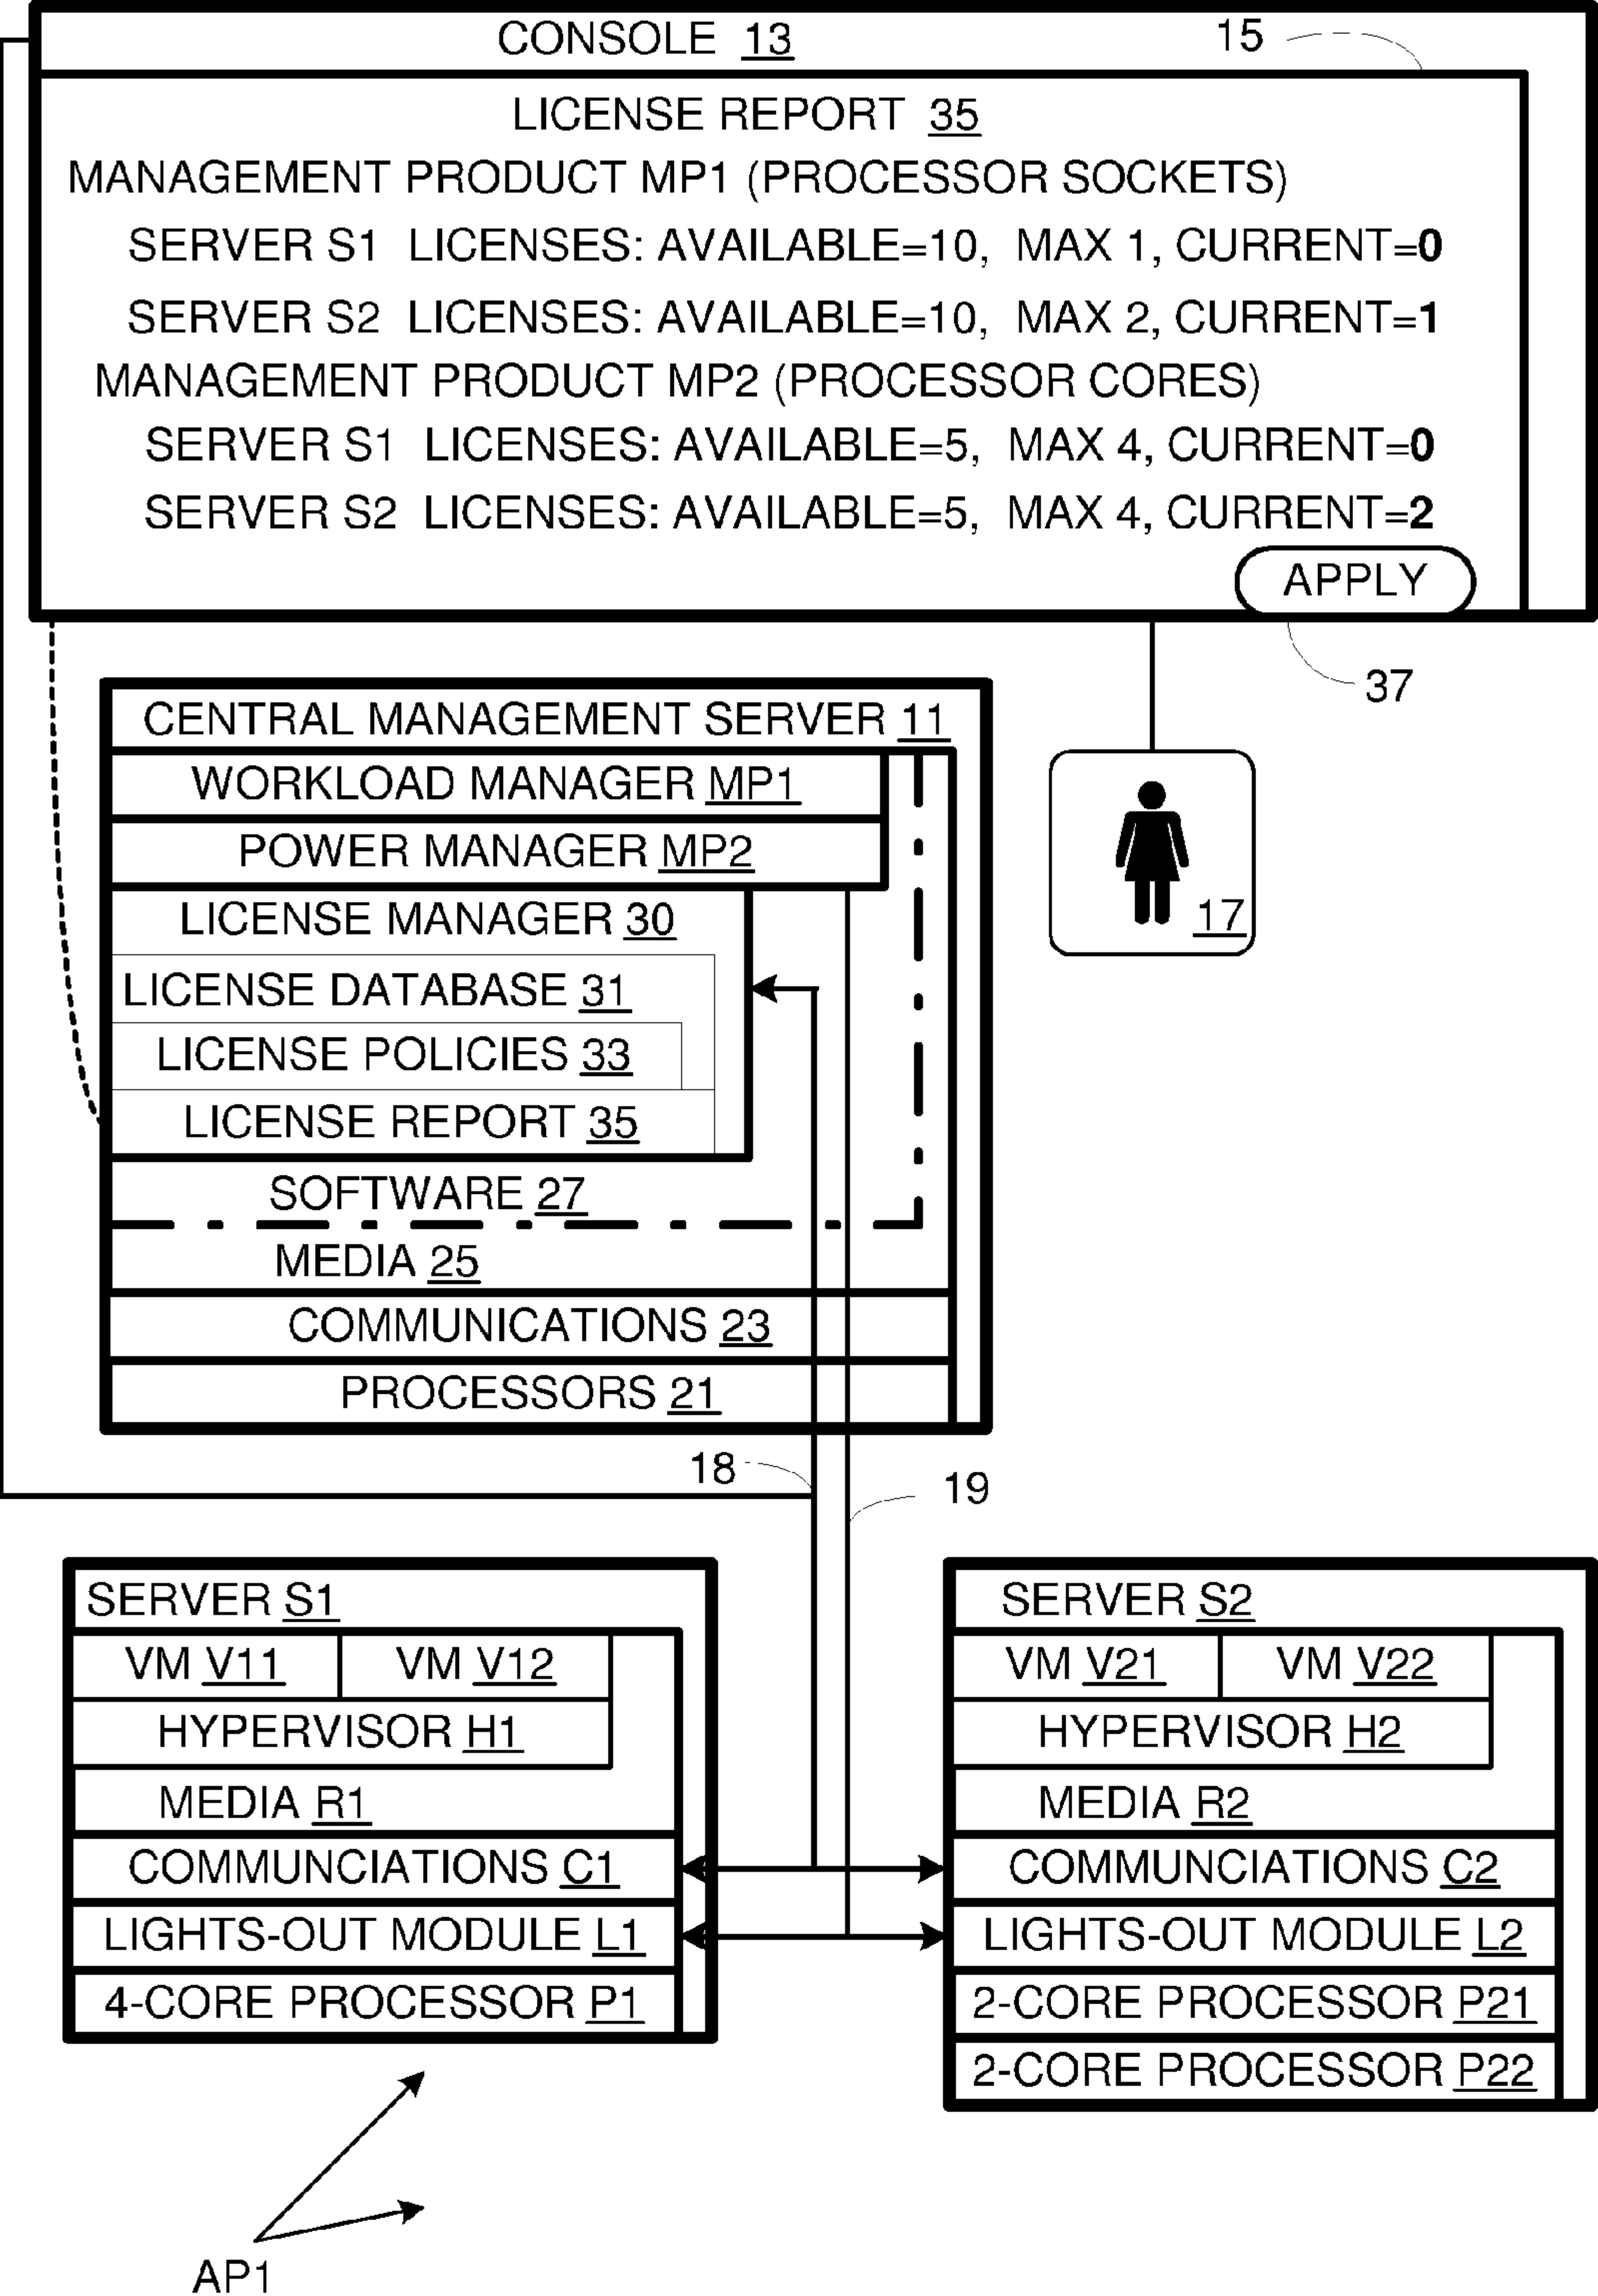 CONSOLE 13
15
LICENSE REPORT 35
MANAGEMENT PRODUCT MP1 (PROCESSOR SOCKETS)
SERVER S1 LICENSES: AVAILABLE=10, MAX 1, CURRENT=0
SERVER S2 LICENSES: AVAILABLE=10, MAX 2, CURRENT=1
MANAGEMENT PRODUCT MP2 (PROCESSOR CORES)
SERVER S1 LICENSES: AVAILABLE=5, MAX 4, CURRENT=0
SERVER S2 LICENSES: AVAILABLE=5, MAX 4, CURRENT=2
APPLY
37
CENTRAL MANAGEMENT SERVER 11
WORKLOAD MANAGER MP1
POWER MANAGER MP2
LICENSE MANAGER 30
17
LICENSE DATABASE 31
LICENSE POLICIES 33
LICENSE REPORT 35
SOFTWARE 27
MEDIA 25
COMMUNICATIONS 23
PROCESSORS 21
18
19
SERVER S1
VM V11
VM V12
HYPERVISOR H1
MEDIA R1
COMMUNCIATIONS C1
LIGHTS-OUT MODULE L1
4-CORE PROCESSOR P1
SERVER S2
VM V21
VM V22
HYPERVISOR H2
MEDIA R2
COMMUNCIATIONS C2
LIGHTS-OUT MODULE L2
2-CORE PROCESSOR P21
2-CORE PROCESSOR P22
AP1